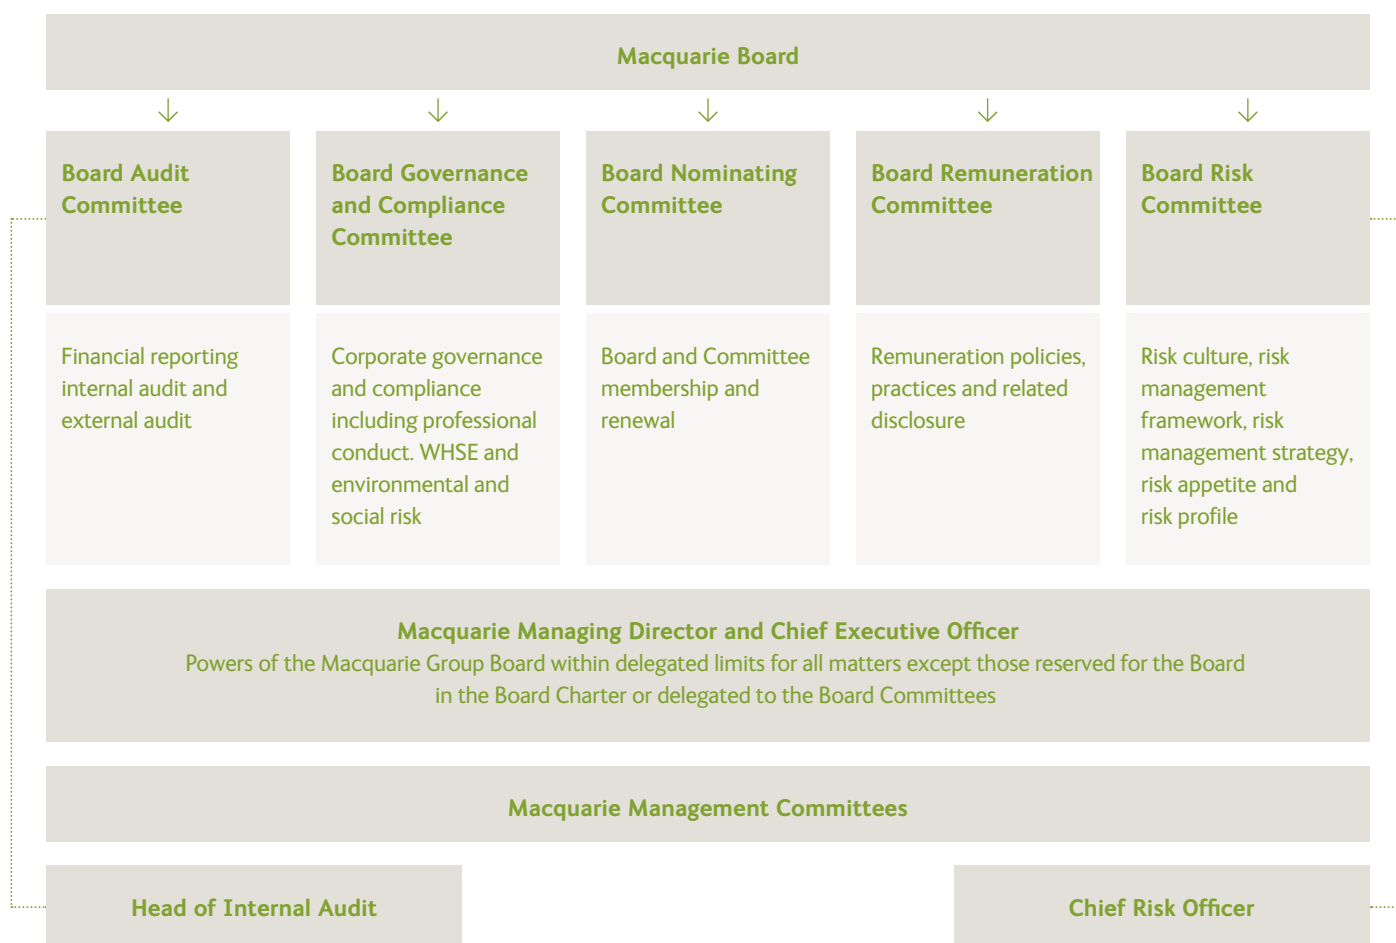 Macquarie Board
Board Audit
Committee
Board Governance
and Compliance
Committee
Board Nominating
Committee
Board Remuneration
Committee
Board Risk
Committee
Financial reporting
internal audit and
external audit
Corporate governance
and compliance
including professional
conduct. WHSE and
environmental and
social risk
Board and Committee
membership and
renewal
Remuneration policies,
practices and related
disclosure
Risk culture, risk
management
framework, risk
management strategy,
risk appetite and
risk profile
Macquarie Managing Director and Chief Executive Officer
Powers of the Macquarie Group Board within delegated limits for all matters except those reserved for the Board
in the Board Charter or delegated to the Board Committees
Macquarie Management Committees
Head of Internal Audit
Chief Risk Officer